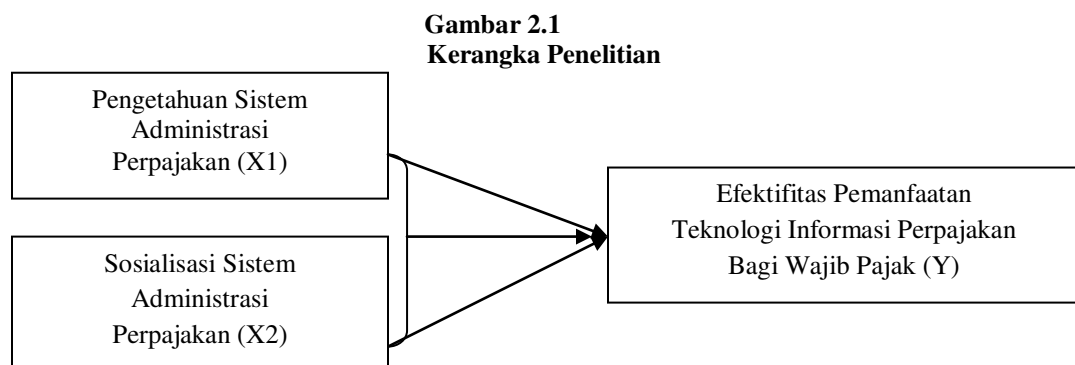 Gambar 2.1
Kerangka Penelitian
Pengetahuan Sistem
Administrasi
Perpajakan (X1)
Sosialisasi Sistem
Administrasi
Perpajakan (X2)
Efektifitas Pemanfaatan
Teknologi Informasi Perpajakan
Bagi Wajib Pajak (Y)